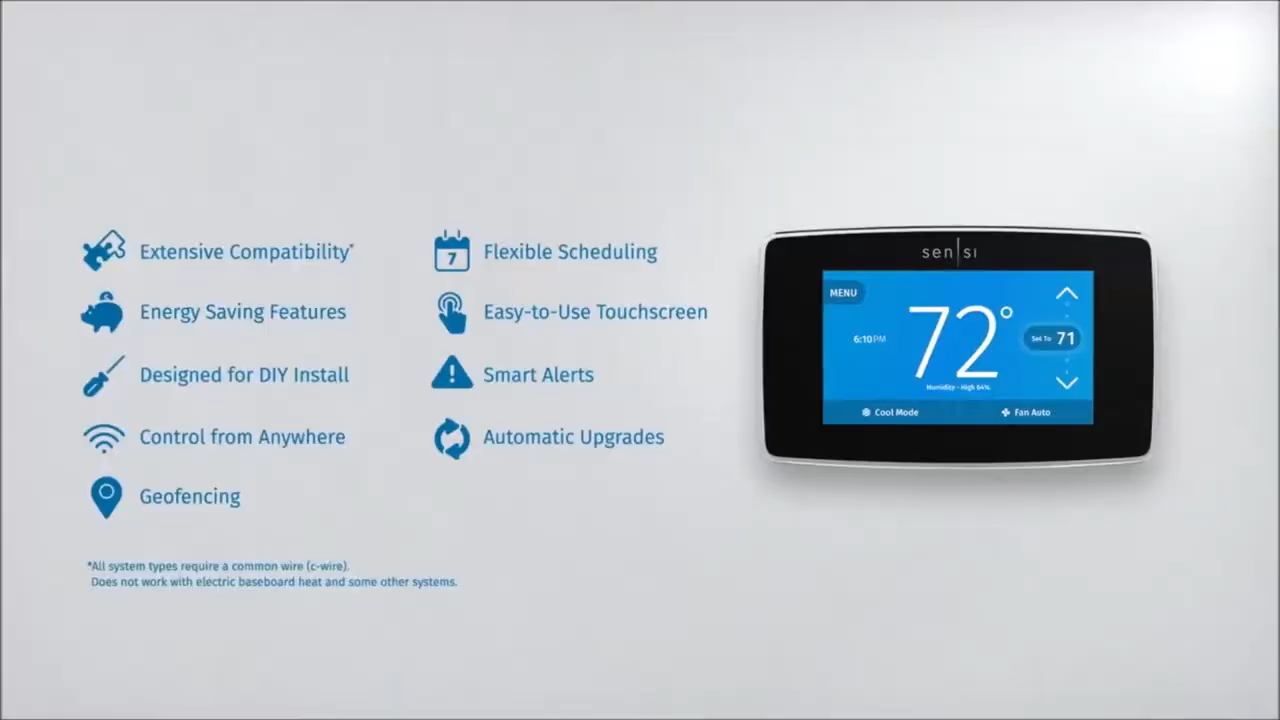 Extensive Compatibility*
Energy Saving Features
Designed for DIY Install
Control from Anywhere
Geofencing
7
Flexible Scheduling
Easy-to-Use Touchscreen
Smart Alerts
Automatic Upgrades
*All system types require a common wire (c-wire).
Does not work with electric baseboard heat and some other systems.
sensi
MENU
6:10PM
72°
Set To 71
Humidity - High 64%
Cool Mode
Fan Auto